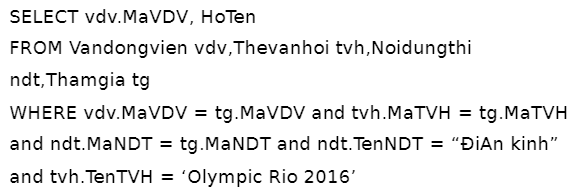 SELECT vdv.MaVDV, HoTen
FROM Vandongvien vdv,Thevanhoi tvh,Noidungthi
ndt,Thamgia tg
WHERE vdv.MaVDV = tg.MaVDV and tvh.MaTVH = tg.MaTVH
and ndt.MaNDT = tg.MaNDT and ndt.TenNDT = “ĐiAn kinh”
and tvh.TenTVH = ‘Olympic Rio 2016’